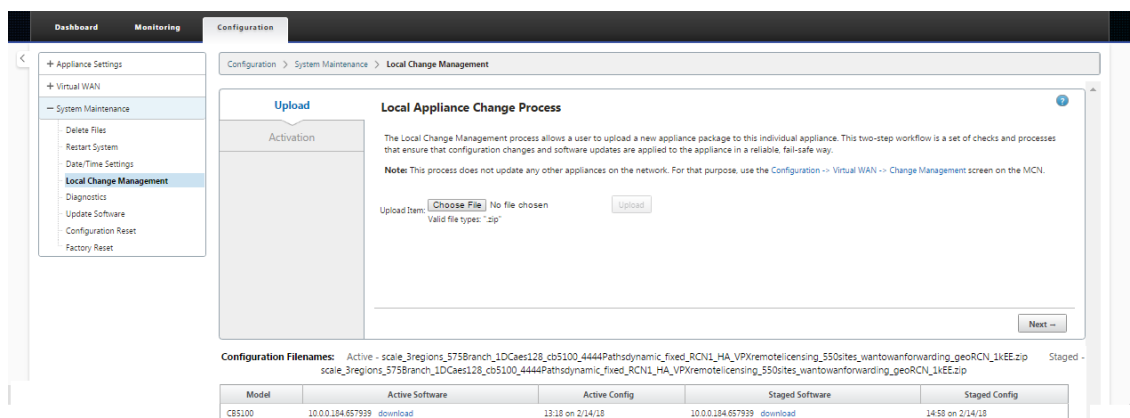 Dashboard Monitoring Configuration
+ Appliance Settings
+ Virtual WAN
− System Maintenance
Delete Files
Restart System
Date/Time Settings
Local Change Management
Diagnostics
Update Software
Configuration Reset
Factory Reset
Configuration > System Maintenance > Local Change Management
Upload
Activation
Local Appliance Change Process
?
The Local Change Management process allows a user to upload a new appliance package to this individual appliance. This two-step workflow is a set of checks and processes
that ensure that configuration changes and software updates are applied to the appliance in a reliable, fail-safe way.
Note: This process does not update any other appliances on the network. For that purpose, use the Configuration -> Virtual WAN -> Change Management screen on the MCN.
Upload Item: Choose File No file chosen Upload
Valid file types: ".zip"
Next --
Configuration Filenames: Active - scale_3regions_575Branch_1DCaes128_cb5100_4444Pathsdynamic_fixed_RCN1_HA_VPXremotelicensing_550sites_wantowanforwarding_geoRCN_1kEE.zip Staged -
scale_3regions_575Branch_1DCaes128_cb5100_4444Pathsdynamic_fixed_RCN1_HA_VPXremotelicensing_550sites_wantowanforwarding_geoRCN_1kEE.zip
Model Active Software Active Config Staged Software Staged Config
CB5100 10.0.0.184.657939 download 13:18 on 2/14/18 10.0.0.184.657939 download 14:58 on 2/14/18